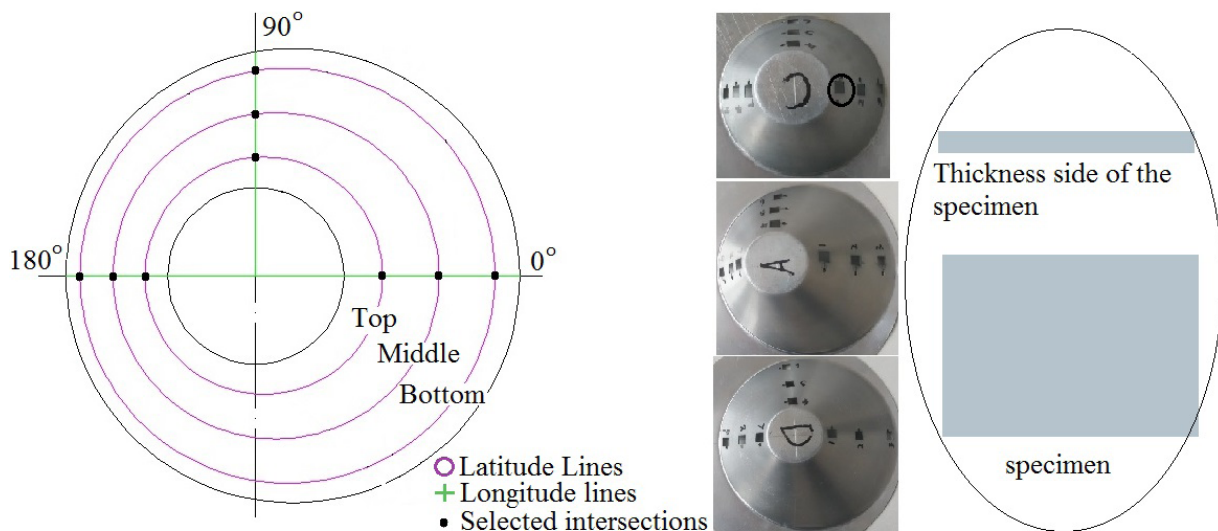 90°
180°
0°
Top
Middle
Bottom
Latitude Lines
Longitude lines
Selected intersections
C
A
D
Thickness side of the
specimen
specimen